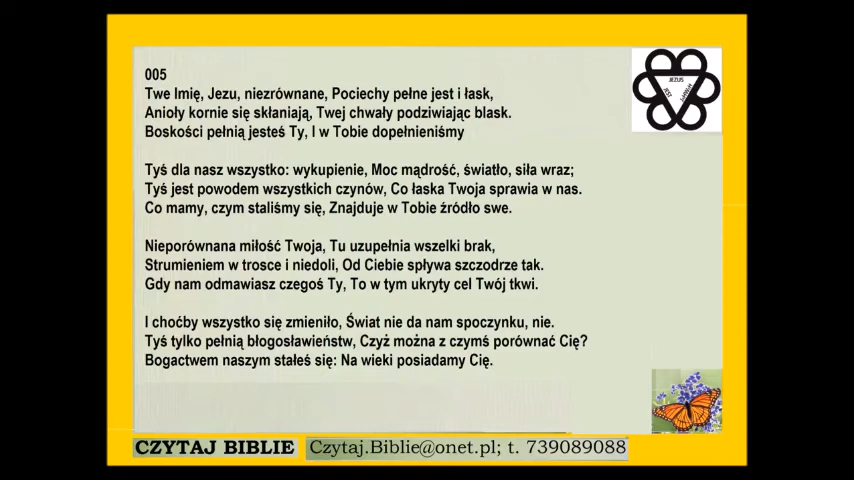 005
Twe Imię, Jezu, niezrównane, Pociechy pełne jest i łask,
Anioły kornie się skłaniają, Twej chwały podziwiając blask.
Boskości pełnią jesteś Ty, I w Tobie dopełnieniśmy
Tyś dla nasz wszystko: wykupienie, Moc mądrość, światło, siła wraz;
Tyś jest powodem wszystkich czynów, Co łaska Twoja sprawia w nas.
Co mamy, czym staliśmy się, Znajduje w Tobie źródło swe.
Nieporównana miłość Twoja, Tu uzupełnia wszelki brak,
Strumieniem w trosce i niedoli, Od Ciebie spływa szczodrze tak.
Gdy nam odmawiasz czegoś Ty, To w tym ukryty cel Twój tkwi.
I choćby wszystko się zmieniło, Świat nie da nam spoczynku, nie.
Tyś tylko pełnią błogosławieństw, Czyż można z czymś porównać Cię?
Bogactwem naszym stałeś się: Na wieki posiadamy Cię.
JEZUS
JEST
CZYTAJ BIBLIE
Czytaj.Biblie@onet.pl; t. 739089088